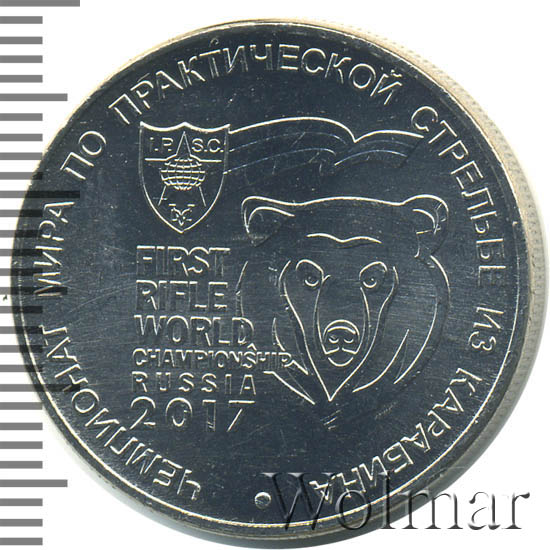 ЧЕМПИОНАТ МИРА ПО ПРАКТИЧЕСКОЙ СТРЕЛЬБЕ ИЗ КАРАБИНА
I.P.S.C.
FIRST
RIFLE
WORLD
CHAMPIONSHIP
RUSSIA
2017
Wolmar